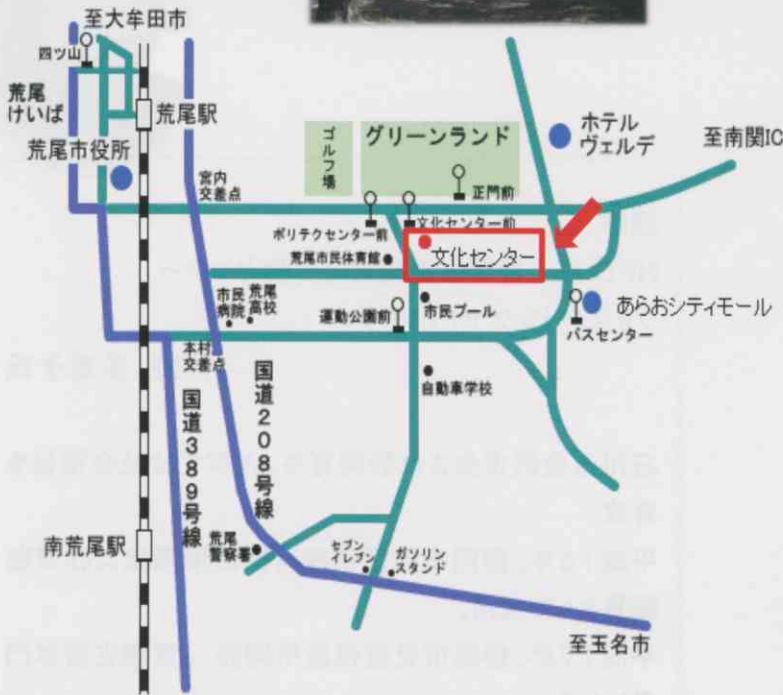 至大牟田市
四ツ山
荒尾
けいば
荒尾駅
荒尾市役所
宮内
交差点
ゴルフ場
グリーンランド
正門前
ホテル
ヴェルデ
至南関IC
ポリテクセンター前
文化センター前
荒尾市民体育館
文化センター
市民
病院
荒尾
高校
運動公園前
市民プール
あらおシティモール
バスセンター
本村
交差点
自動車学校
国道389号線
国道208号線
南荒尾駅
荒尾
警察署
セブン
イレブン
ガソリン
スタンド
至玉名市